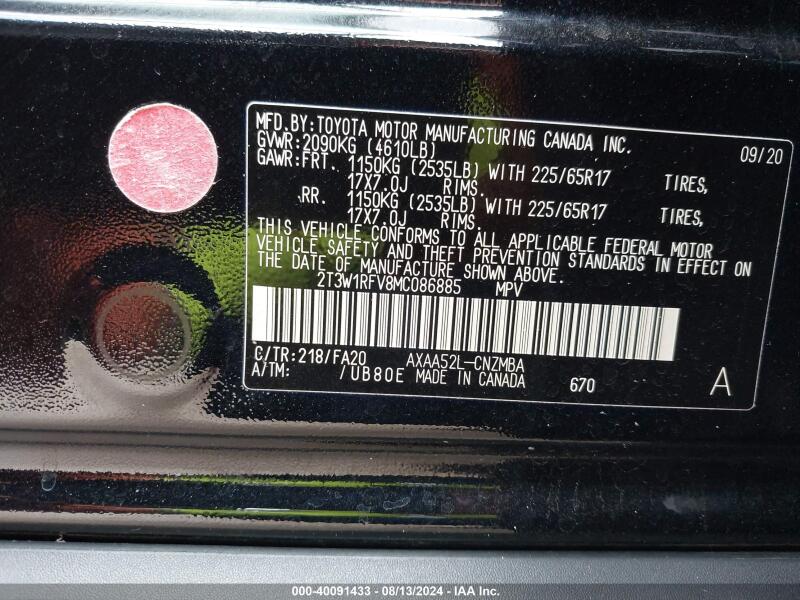 MFD.BY:TOYOTA MOTOR MANUFACTURING CANADA INC. 09/20
GVWR:2090KG (4610LB)
GAWR:FRT. 1150KG (2535LB) WITH 225/65R17 TIRES,
17X7.0J RIMS.
RR. 1150KG (2535LB) WITH 225/65R17 TIRES,
17X7.0J RIMS.
THIS VEHICLE CONFORMS TO ALL APPLICABLE FEDERAL MOTOR
VEHICLE SAFETY AND THEFT PREVENTION STANDARDS IN EFFECT ON
THE DATE OF MANUFACTURE SHOWN ABOVE.
2T3W1RFV8MC086885 MPV
C/TR:218/FA20 AXAA52L-CNZMBA
A/TM: /UB80E MADE IN CANADA 670 A
000-40091433 - 08/13/2024 - IAA Inc.